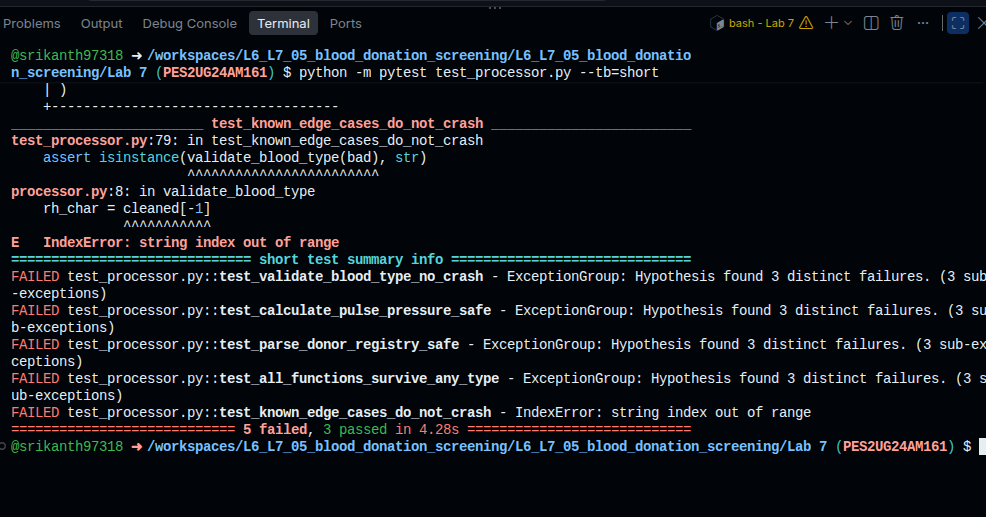 Problems Output Debug Console Terminal Ports bash - Lab 7
@srikanth97318 ➜ /workspaces/L6_L7_05_blood_donation_screening/L6_L7_05_blood_donatio
n_screening/Lab 7 (PES2UG24AM161) $ python -m pytest test_processor.py --tb=short
    | )
    +------------------------------------
________________________ test_known_edge_cases_do_not_crash _________________________
test_processor.py:79: in test_known_edge_cases_do_not_crash
    assert isinstance(validate_blood_type(bad), str)
                      ^^^^^^^^^^^^^^^^^^^^^^^^
processor.py:8: in validate_blood_type
    rh_char = cleaned[-1]
              ^^^^^^^^^^^
E   IndexError: string index out of range
============================== short test summary info ==============================
FAILED test_processor.py::test_validate_blood_type_no_crash - ExceptionGroup: Hypothesis found 3 distinct failures. (3 sub
-exceptions)
FAILED test_processor.py::test_calculate_pulse_pressure_safe - ExceptionGroup: Hypothesis found 3 distinct failures. (3 su
b-exceptions)
FAILED test_processor.py::test_parse_donor_registry_safe - ExceptionGroup: Hypothesis found 3 distinct failures. (3 sub-ex
ceptions)
FAILED test_processor.py::test_all_functions_survive_any_type - ExceptionGroup: Hypothesis found 3 distinct failures. (3 s
ub-exceptions)
FAILED test_processor.py::test_known_edge_cases_do_not_crash - IndexError: string index out of range
============================ 5 failed, 3 passed in 4.28s ============================
@srikanth97318 ➜ /workspaces/L6_L7_05_blood_donation_screening/L6_L7_05_blood_donation_screening/Lab 7 (PES2UG24AM161) $